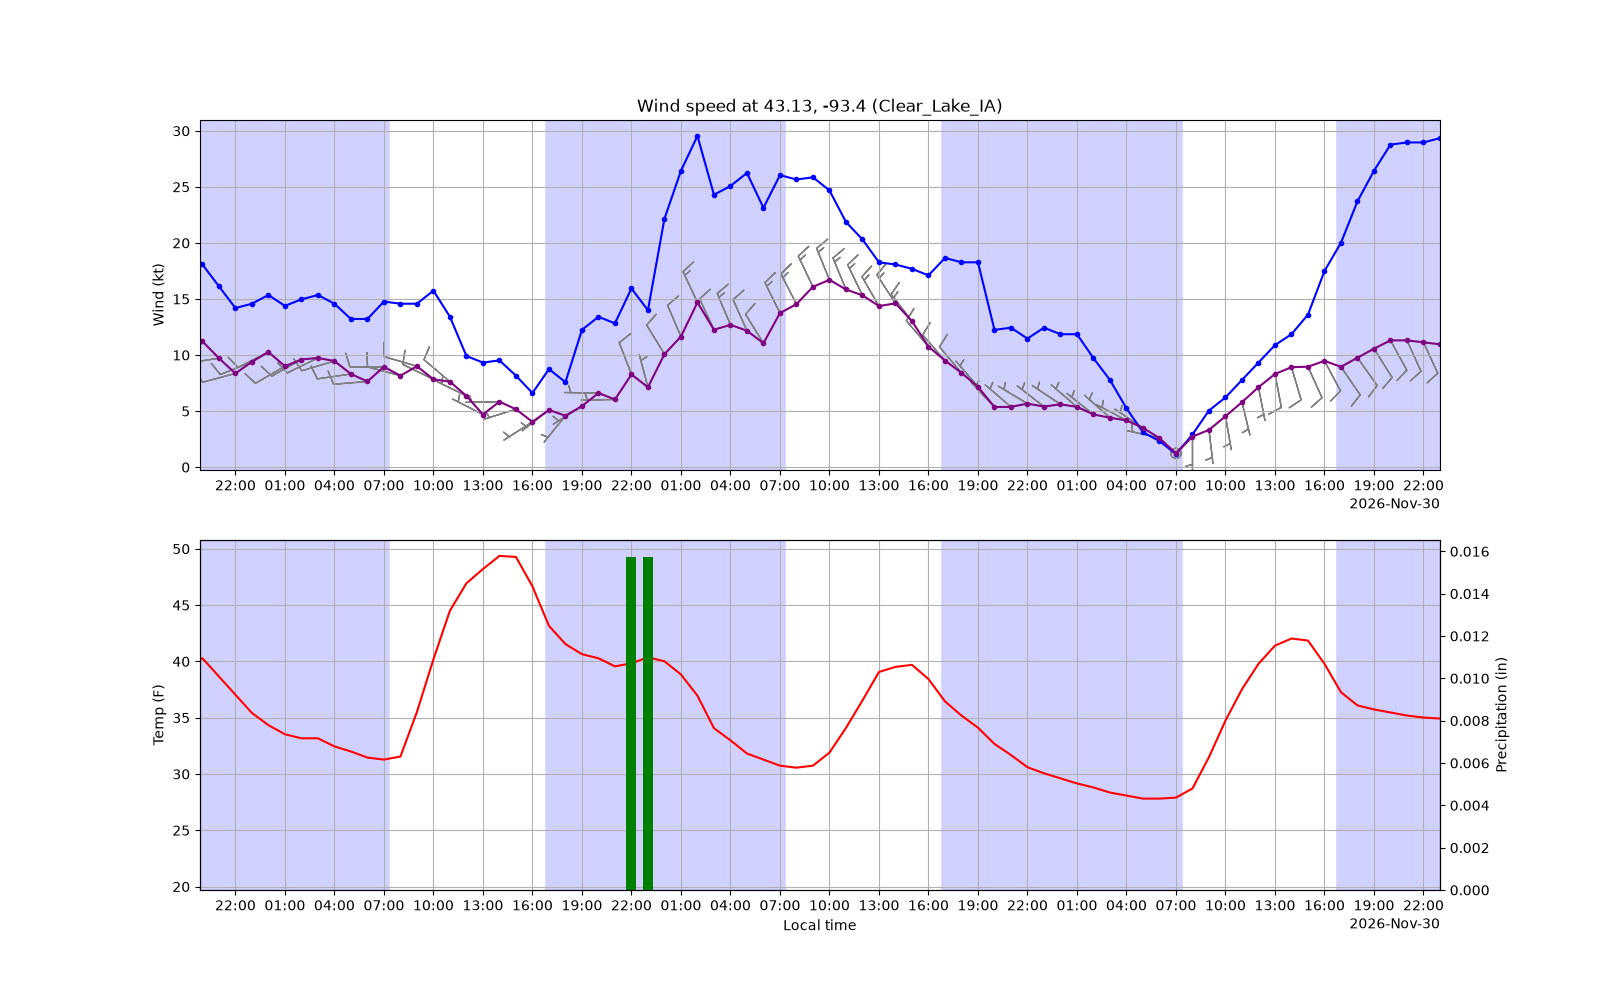 Wind speed at 43.13, -93.4 (Clear_Lake_IA)
Wind (kt)
30
25
20
15
10
5
0
22:00 01:00 04:00 07:00 10:00 13:00 16:00 19:00 22:00 01:00 04:00 07:00 10:00 13:00 16:00 19:00 22:00 01:00 04:00 07:00 10:00 13:00 16:00 19:00 22:00
2026-Nov-30
Temp (F)
50
45
40
35
30
25
20
0.016
0.014
0.012
0.010
0.008
0.006
0.004
0.002
0.000
Precipitation (in)
22:00 01:00 04:00 07:00 10:00 13:00 16:00 19:00 22:00 01:00 04:00 07:00 10:00 13:00 16:00 19:00 22:00 01:00 04:00 07:00 10:00 13:00 16:00 19:00 22:00
Local time
2026-Nov-30